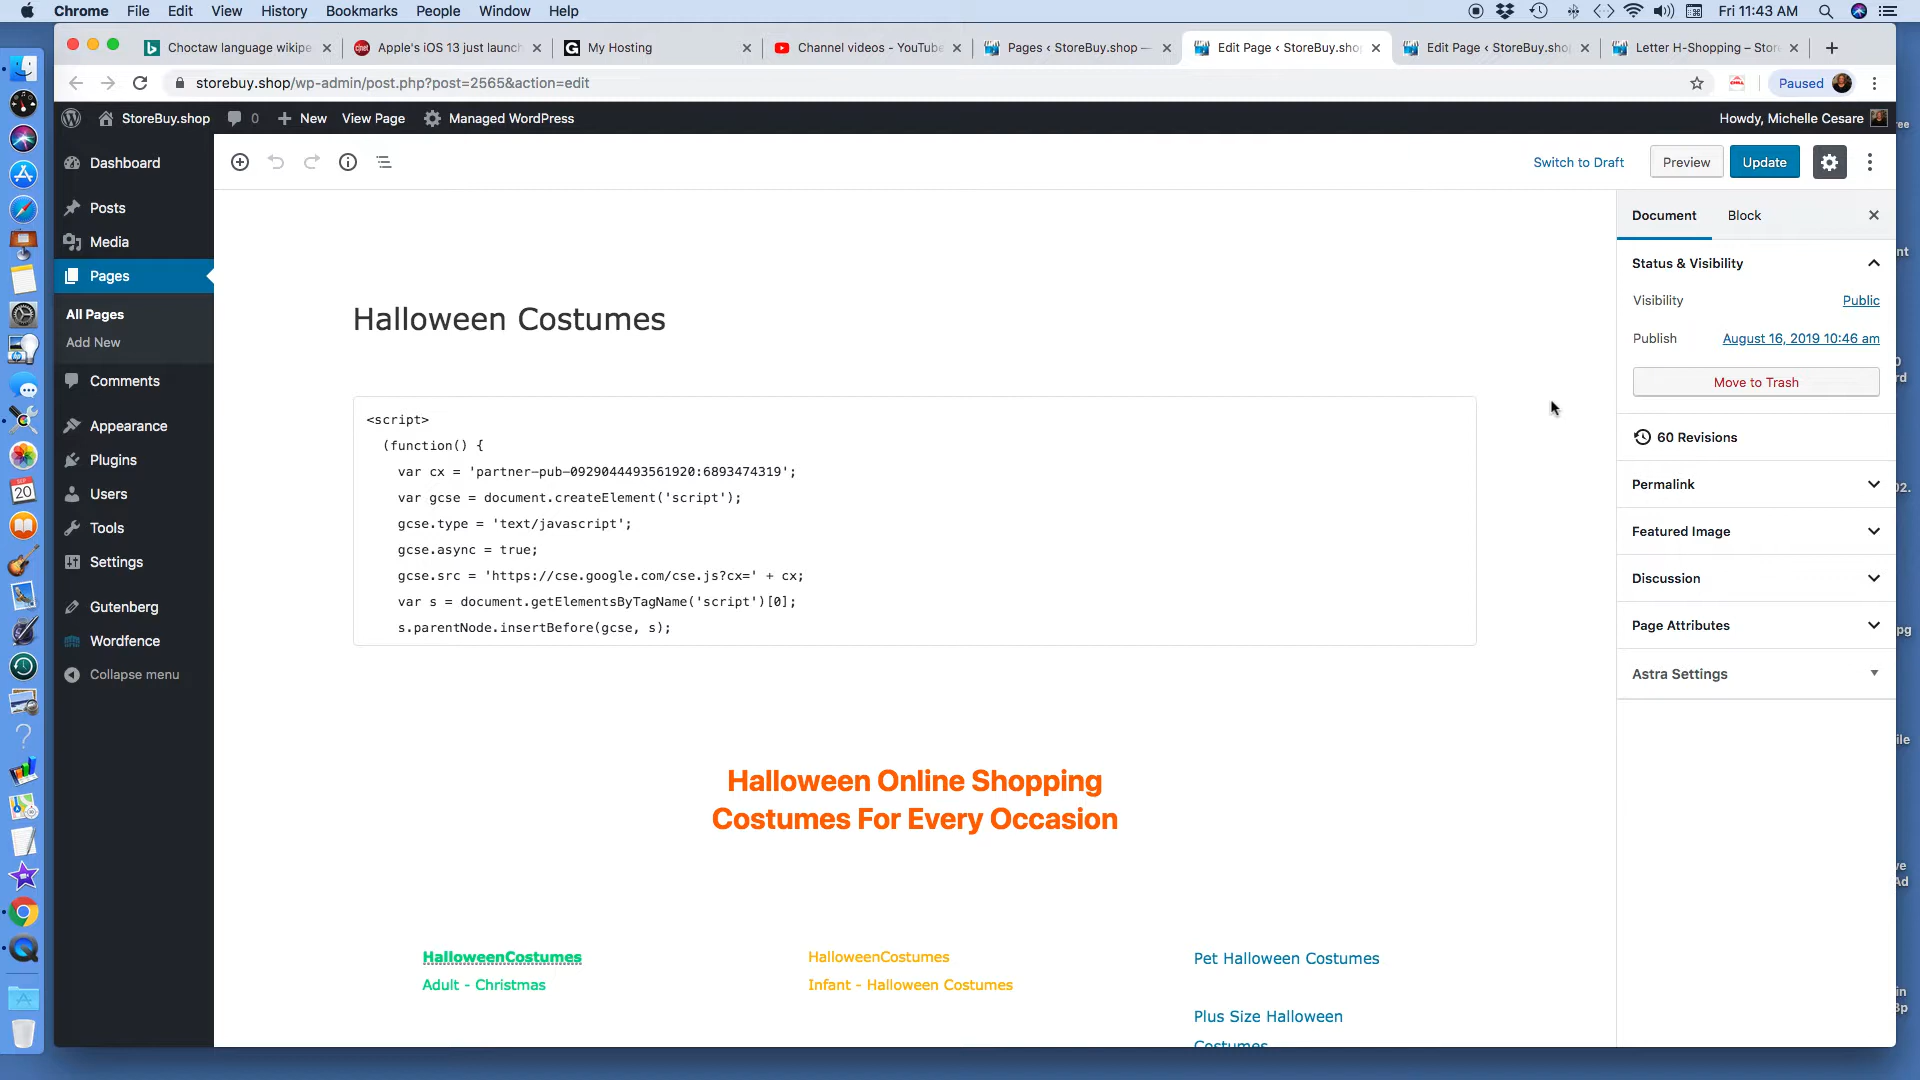 Chrome File Edit View History Bookmarks People Window Help Fri 11:43 AM
Choctaw language wikipe Apple's iOS 13 just launch My Hosting Channel videos - YouTube Pages ‹ StoreBuy.shop — Edit Page ‹ StoreBuy.shop Edit Page ‹ StoreBuy.shop Letter H-Shopping – Store
storebuy.shop/wp-admin/post.php?post=2565&action=edit Paused
StoreBuy.shop 0 New View Page Managed WordPress Howdy, Michelle Cesare
Dashboard
Switch to Draft Preview Update
Posts
Media
Pages
All Pages
Add New
Comments
Appearance
Plugins
Users
Tools
Settings
Gutenberg
Wordfence
Collapse menu
Halloween Costumes
<script>
(function() {
var cx = 'partner-pub-0929044493561920:6893474319';
var gcse = document.createElement('script');
gcse.type = 'text/javascript';
gcse.async = true;
gcse.src = 'https://cse.google.com/cse.js?cx=' + cx;
var s = document.getElementsByTagName('script')[0];
s.parentNode.insertBefore(gcse, s);
Halloween Online Shopping
Costumes For Every Occasion
HalloweenCostumes
Adult - Christmas
HalloweenCostumes
Infant - Halloween Costumes
Pet Halloween Costumes
Plus Size Halloween
Costumes
Document Block
Status & Visibility
Visibility Public
Publish August 16, 2019 10:46 am
Move to Trash
60 Revisions
Permalink
Featured Image
Discussion
Page Attributes
Astra Settings
SEP
20